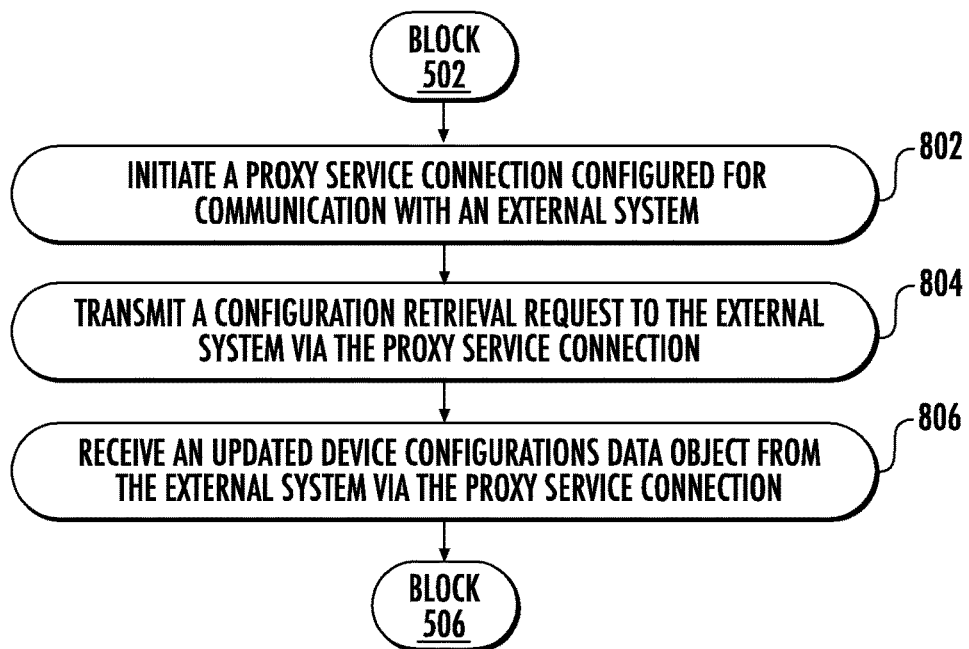 BLOCK
502
802
INITIATE A PROXY SERVICE CONNECTION CONFIGURED FOR
COMMUNICATION WITH AN EXTERNAL SYSTEM
804
TRANSMIT A CONFIGURATION RETRIEVAL REQUEST TO THE EXTERNAL
SYSTEM VIA THE PROXY SERVICE CONNECTION
806
RECEIVE AN UPDATED DEVICE CONFIGURATIONS DATA OBJECT FROM
THE EXTERNAL SYSTEM VIA THE PROXY SERVICE CONNECTION
BLOCK
506